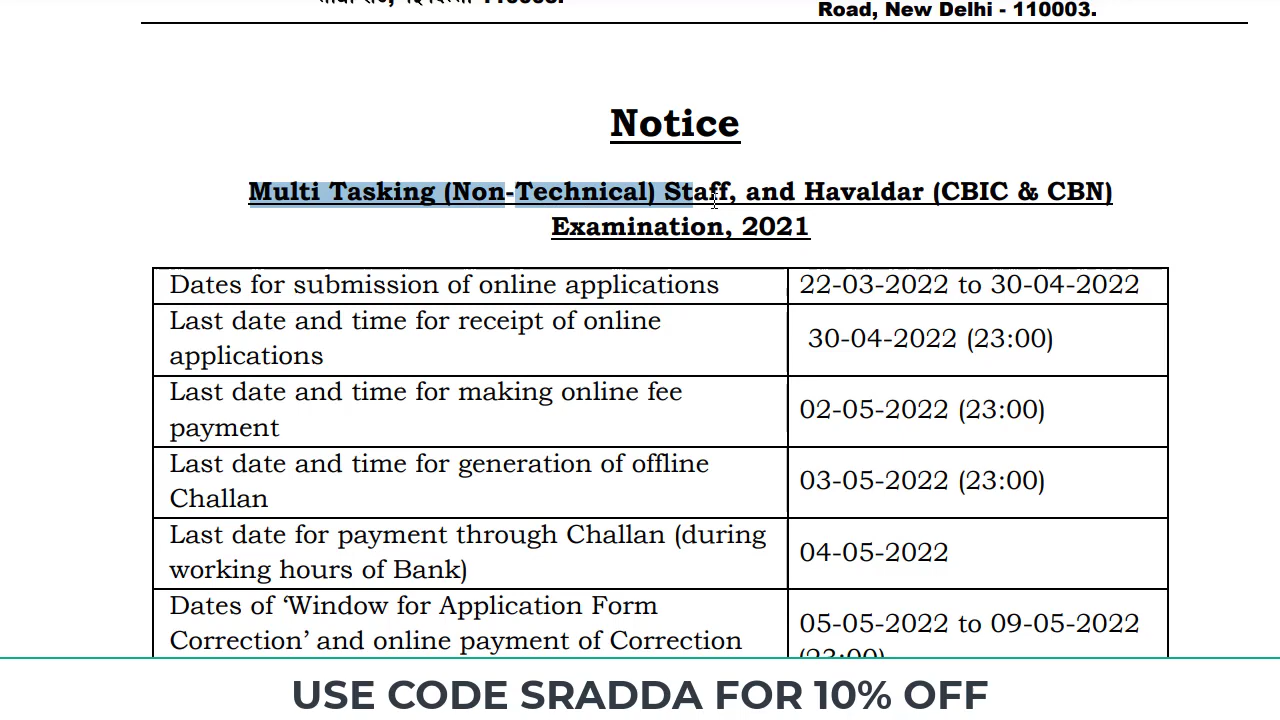 110003.
Road, New Delhi - 110003.
Notice
Multi Tasking (Non-Technical) Staff, and Havaldar (CBIC & CBN)
Examination, 2021
Dates for submission of online applications 22-03-2022 to 30-04-2022
Last date and time for receipt of online
applications 30-04-2022 (23:00)
Last date and time for making online fee
payment 02-05-2022 (23:00)
Last date and time for generation of offline
Challan 03-05-2022 (23:00)
Last date for payment through Challan (during
working hours of Bank) 04-05-2022
Dates of ‘Window for Application Form
Correction’ and online payment of Correction 05-05-2022 to 09-05-2022
(23:00)
USE CODE SRADDA FOR 10% OFF